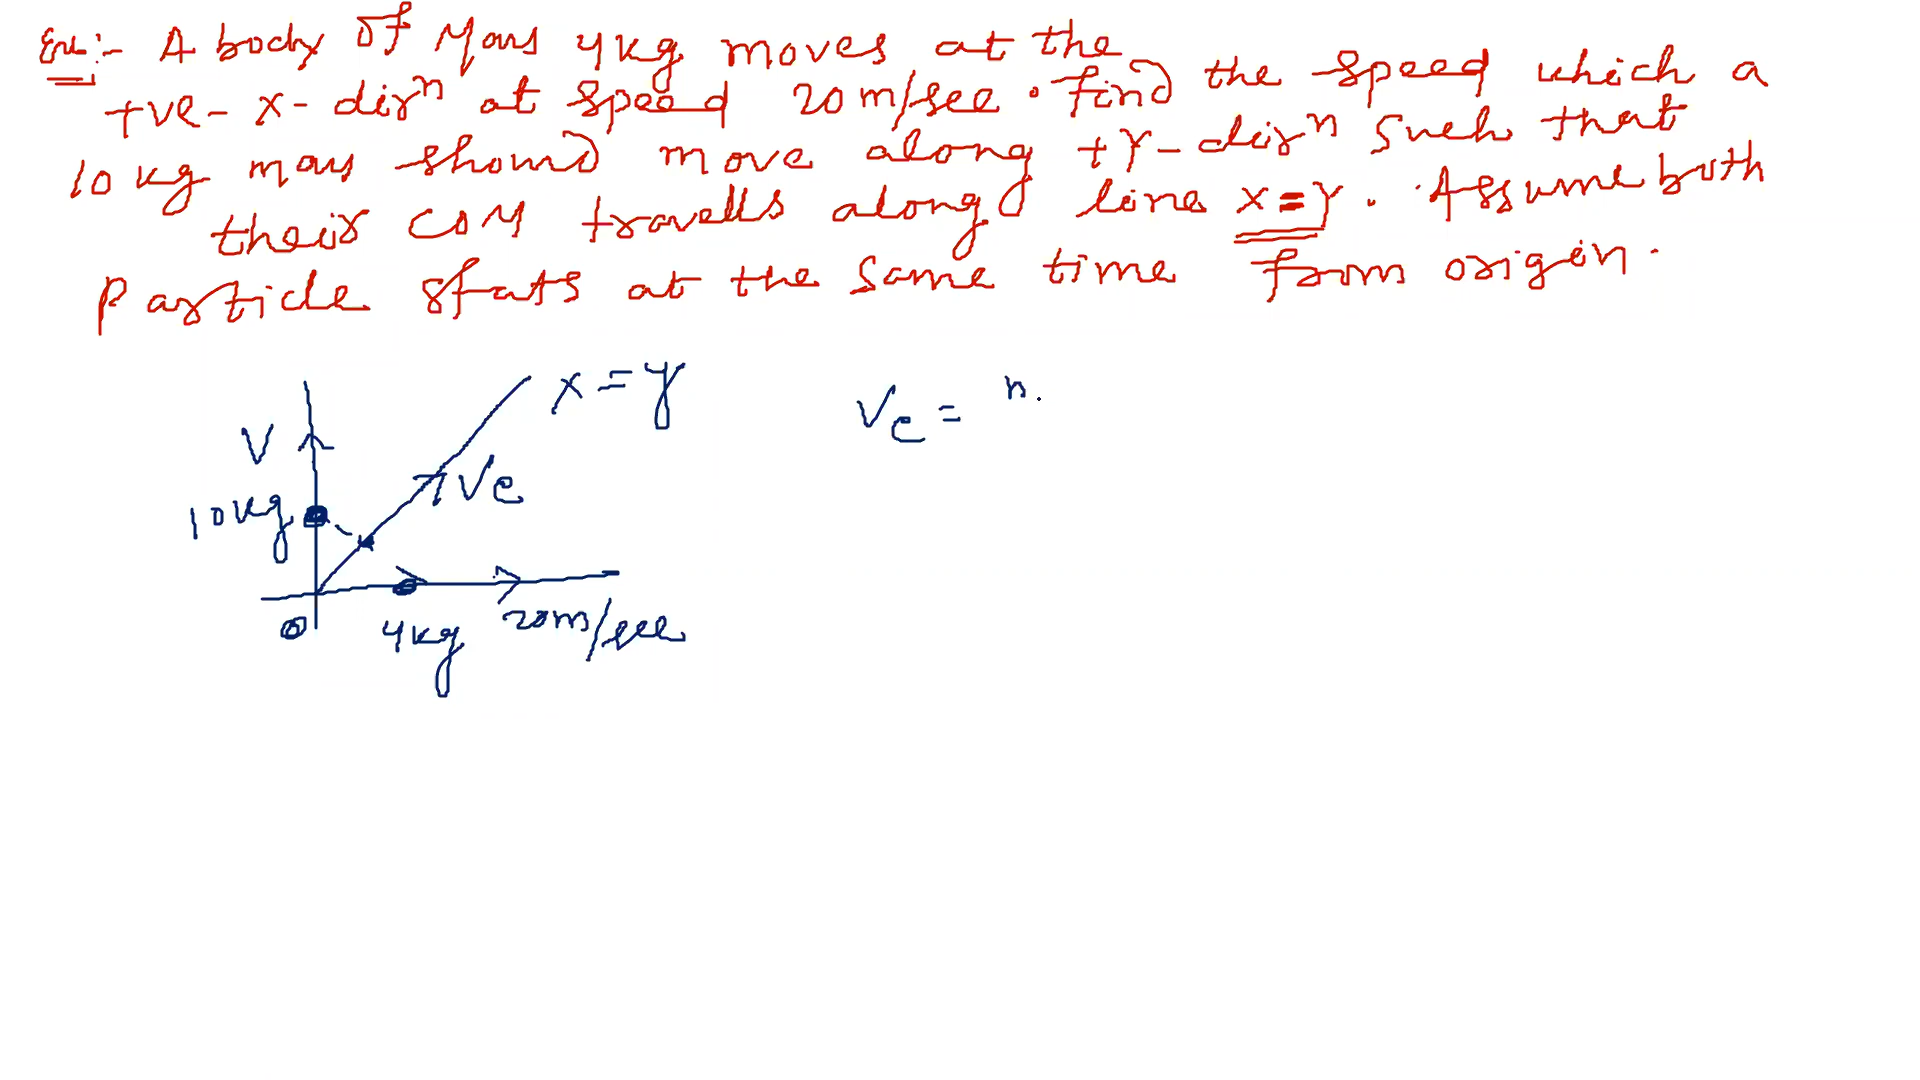 Ex:- A body of Mass 4kg moves at the
+ve - x - dirⁿ at speed 20 m/sec . find the speed which a
10 kg mass should move along +Y - dirⁿ such that
their COM travells along line x = y . Assume both
Particle stats at the same time from origin .
x = y
Vc = m.
V
Vc
10kg
O
4kg
20m/sec